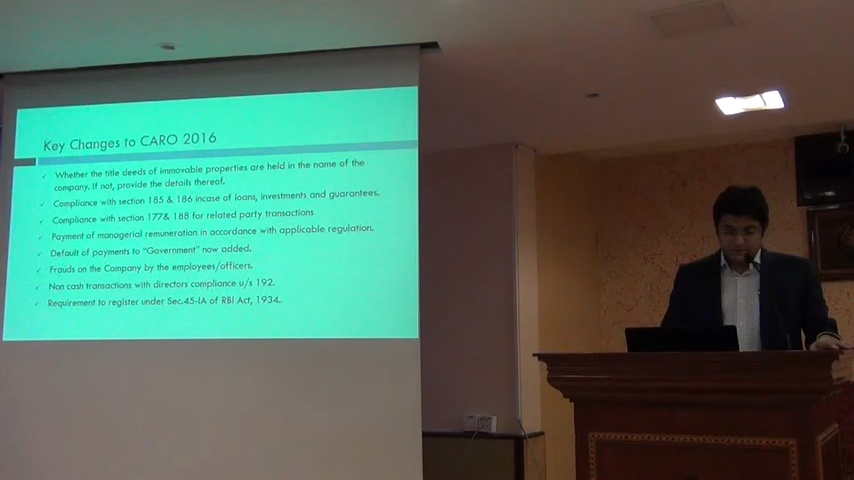 Key Changes to CARO 2016
Whether the title deeds of immovable properties are held in the name of the
company. If not, provide the details thereof.
Compliance with section 185 & 186 incase of loans, investments and guarantees.
Compliance with section 177& 188 for related party transactions
Payment of managerial remuneration in accordance with applicable regulation.
Default of payments to "Government" now added.
Frauds on the Company by the employees/officers.
Non cash transactions with directors compliance u/s 192.
Requirement to register under Sec.45-IA of RBI Act, 1934.